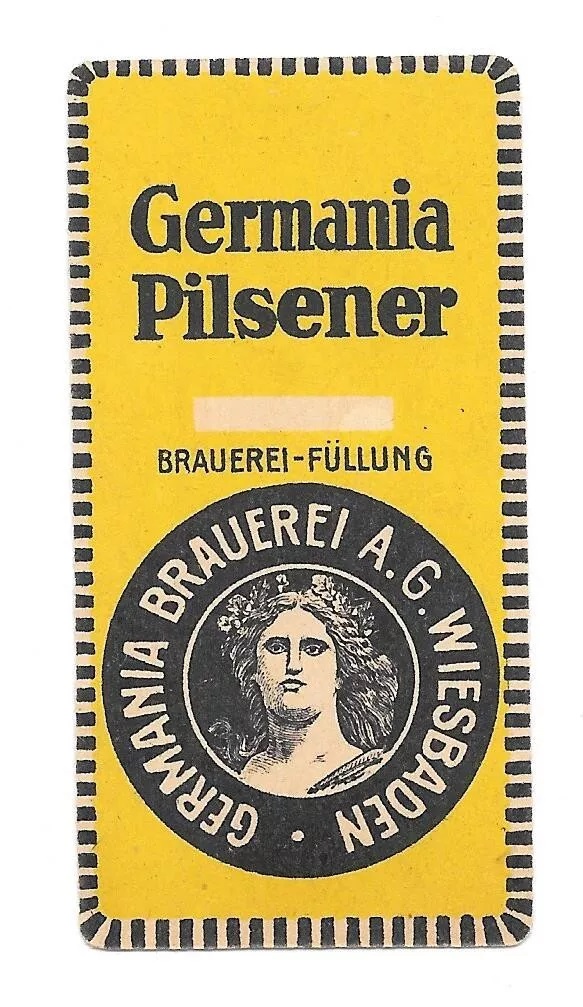 Germania
Pilsener
BRAUEREI-FÜLLUNG
GERMANIA BRAUEREI A.G. WIESBADEN •